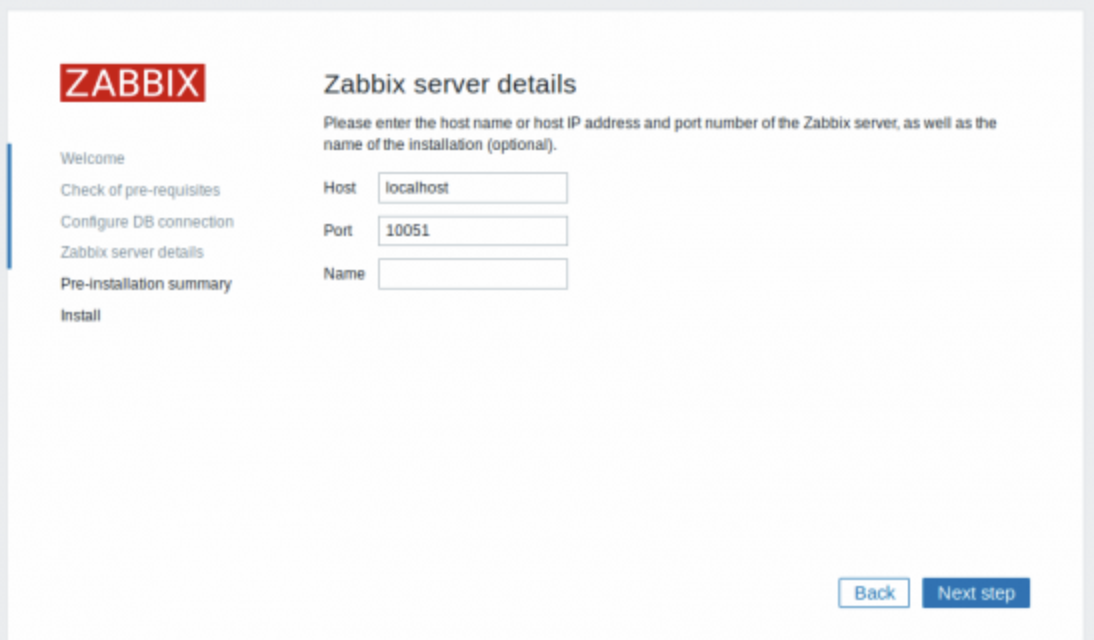 ZABBIX
Welcome
Check of pre-requisites
Configure DB connection
Zabbix server details
Pre-installation summary
Install
Zabbix server details
Please enter the host name or host IP address and port number of the Zabbix server, as well as the
name of the installation (optional).
Host localhost
Port 10051
Name
Back Next step